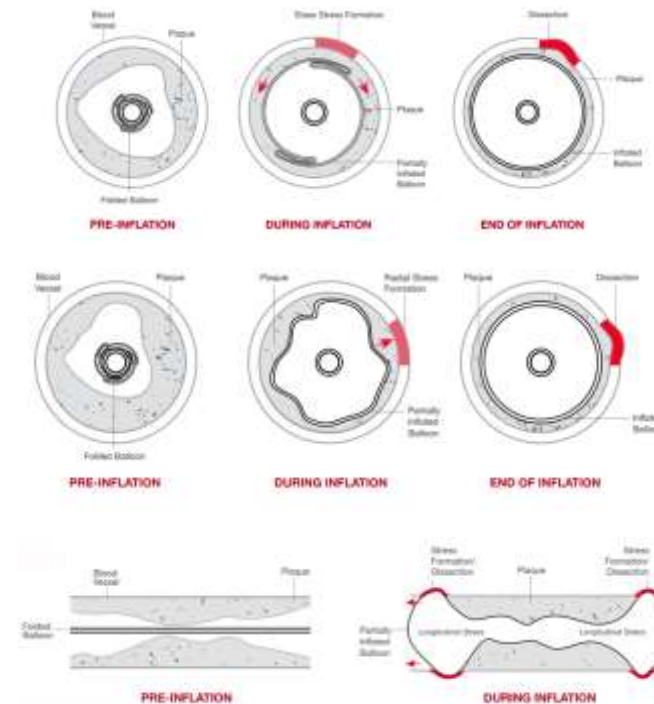 Blood
Vessel
Plaque
Folded Balloon
PRE-INFLATION
Shear Stress Formation
Plaque
Partially
Inflated
Balloon
DURING INFLATION
Dissection
Plaque
Inflated
Balloon
END OF INFLATION
Blood
Vessel
Plaque
Folded Balloon
PRE-INFLATION
Plaque
Radial Stress
Formation
Partially
Inflated
Balloon
DURING INFLATION
Plaque
Dissection
END OF INFLATION
Blood
Vessel
Plaque
Folded
Balloon
PRE-INFLATION
Stress
Formation/
Dissection
Plaque
Stress
Formation/
Dissection
Partially
Inflated
Balloon
Longitudinal Stress
Longitudinal Stress
DURING INFLATION